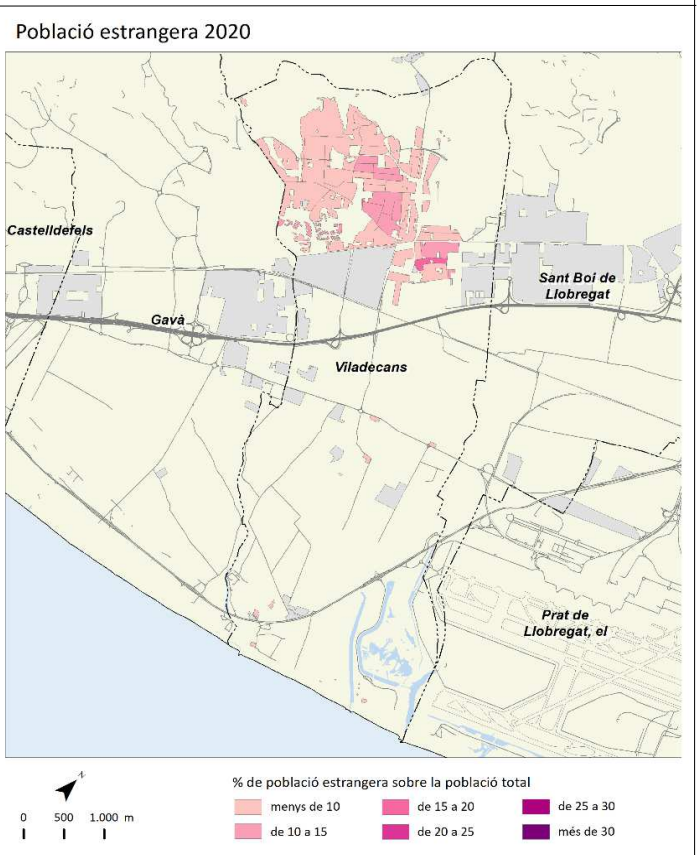 Població estrangera 2020
Castelldefels
Sant Boi de
Llobregat
Gavà
Viladecans
Prat de
Llobregat, el
N
% de població estrangera sobre la població total
0 500 1.000 m
menys de 10
de 15 a 20
de 25 a 30
de 10 a 15
de 20 a 25
més de 30